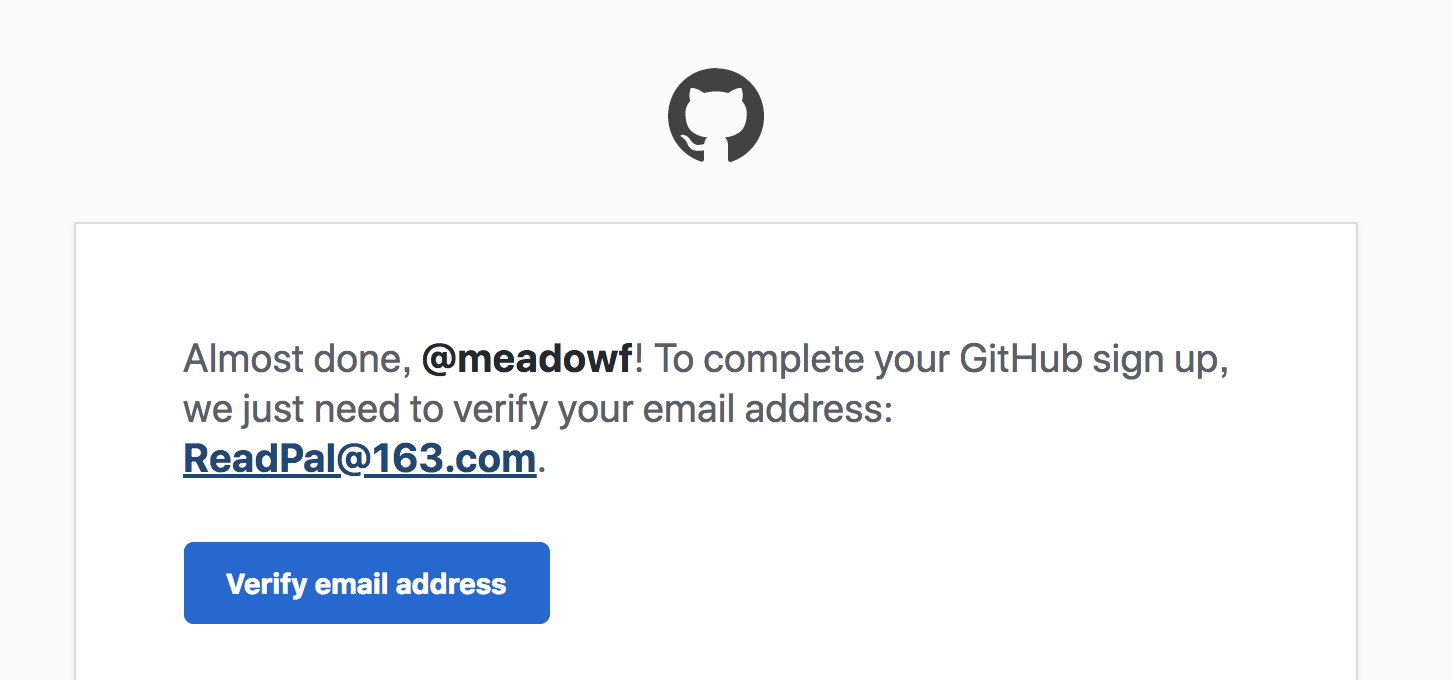 Almost done, @meadowf! To complete your GitHub sign up,
we just need to verify your email address:
ReadPal@163.com.
Verify email address